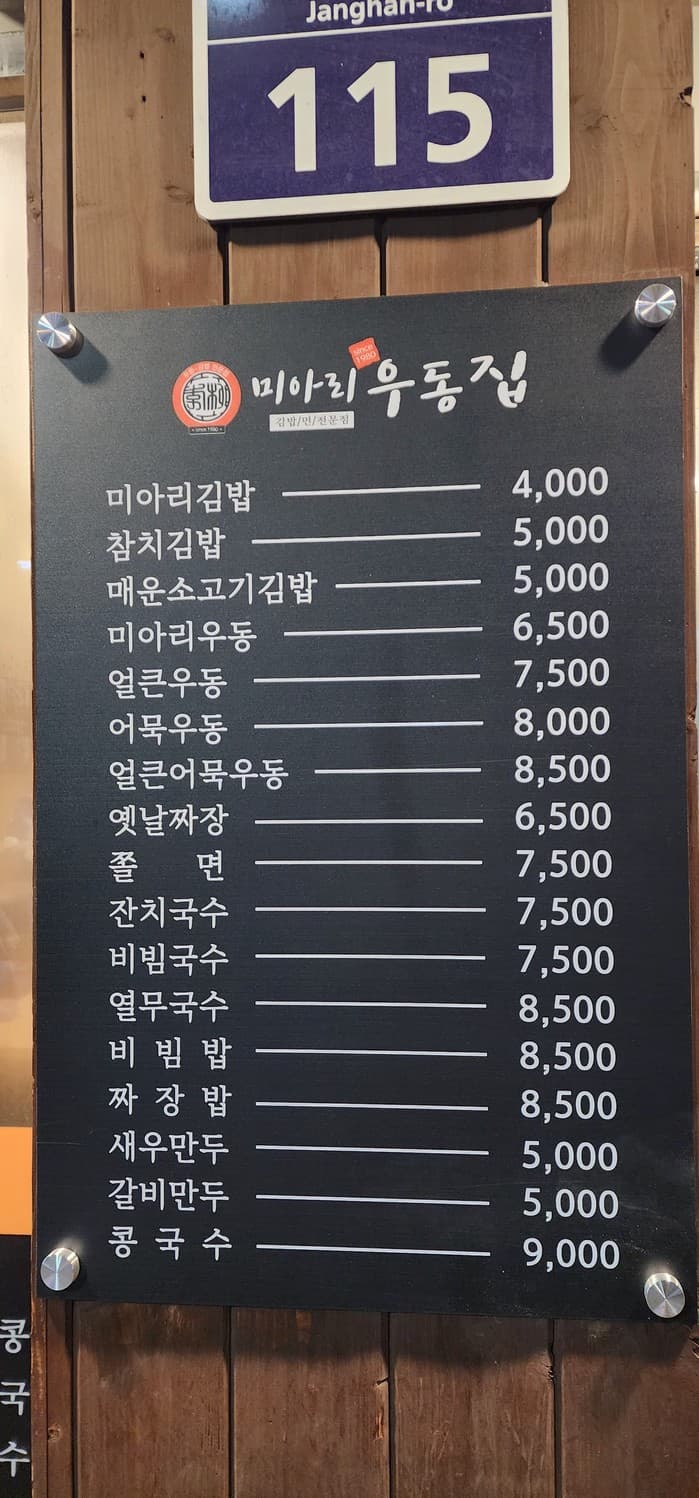 Janghan-ro
115
since 1980
미아리우동집
김밥/면/전문점
since 1980
미아리김밥 4,000
참치김밥 5,000
매운소고기김밥 5,000
미아리우동 6,500
얼큰우동 7,500
어묵우동 8,000
얼큰어묵우동 8,500
옛날짜장 6,500
쫄 면 7,500
잔치국수 7,500
비빔국수 7,500
열무국수 8,500
비 빔 밥 8,500
짜 장 밥 8,500
새우만두 5,000
갈비만두 5,000
콩 국 수 9,000
콩
국
수